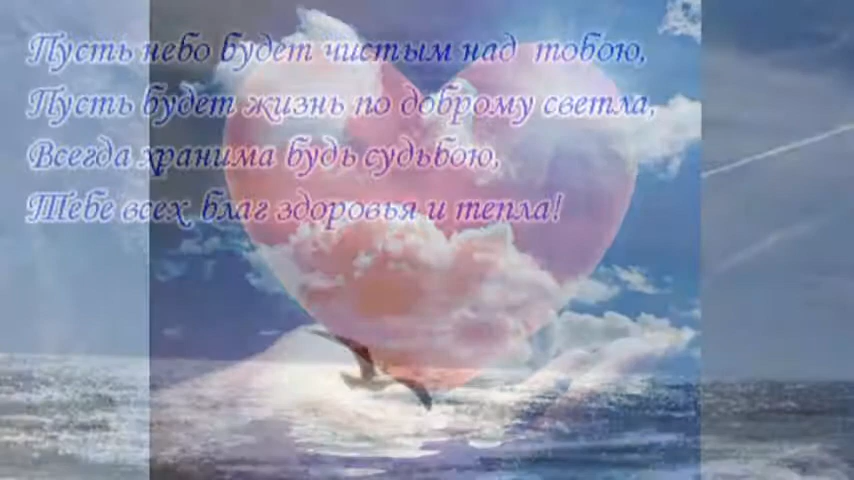 Пусть небо будет чистым над тобою,
Пусть будет жизнь по доброму светла,
Всегда хранима будь судьбою,
Тебе всех благ здоровья и тепла!